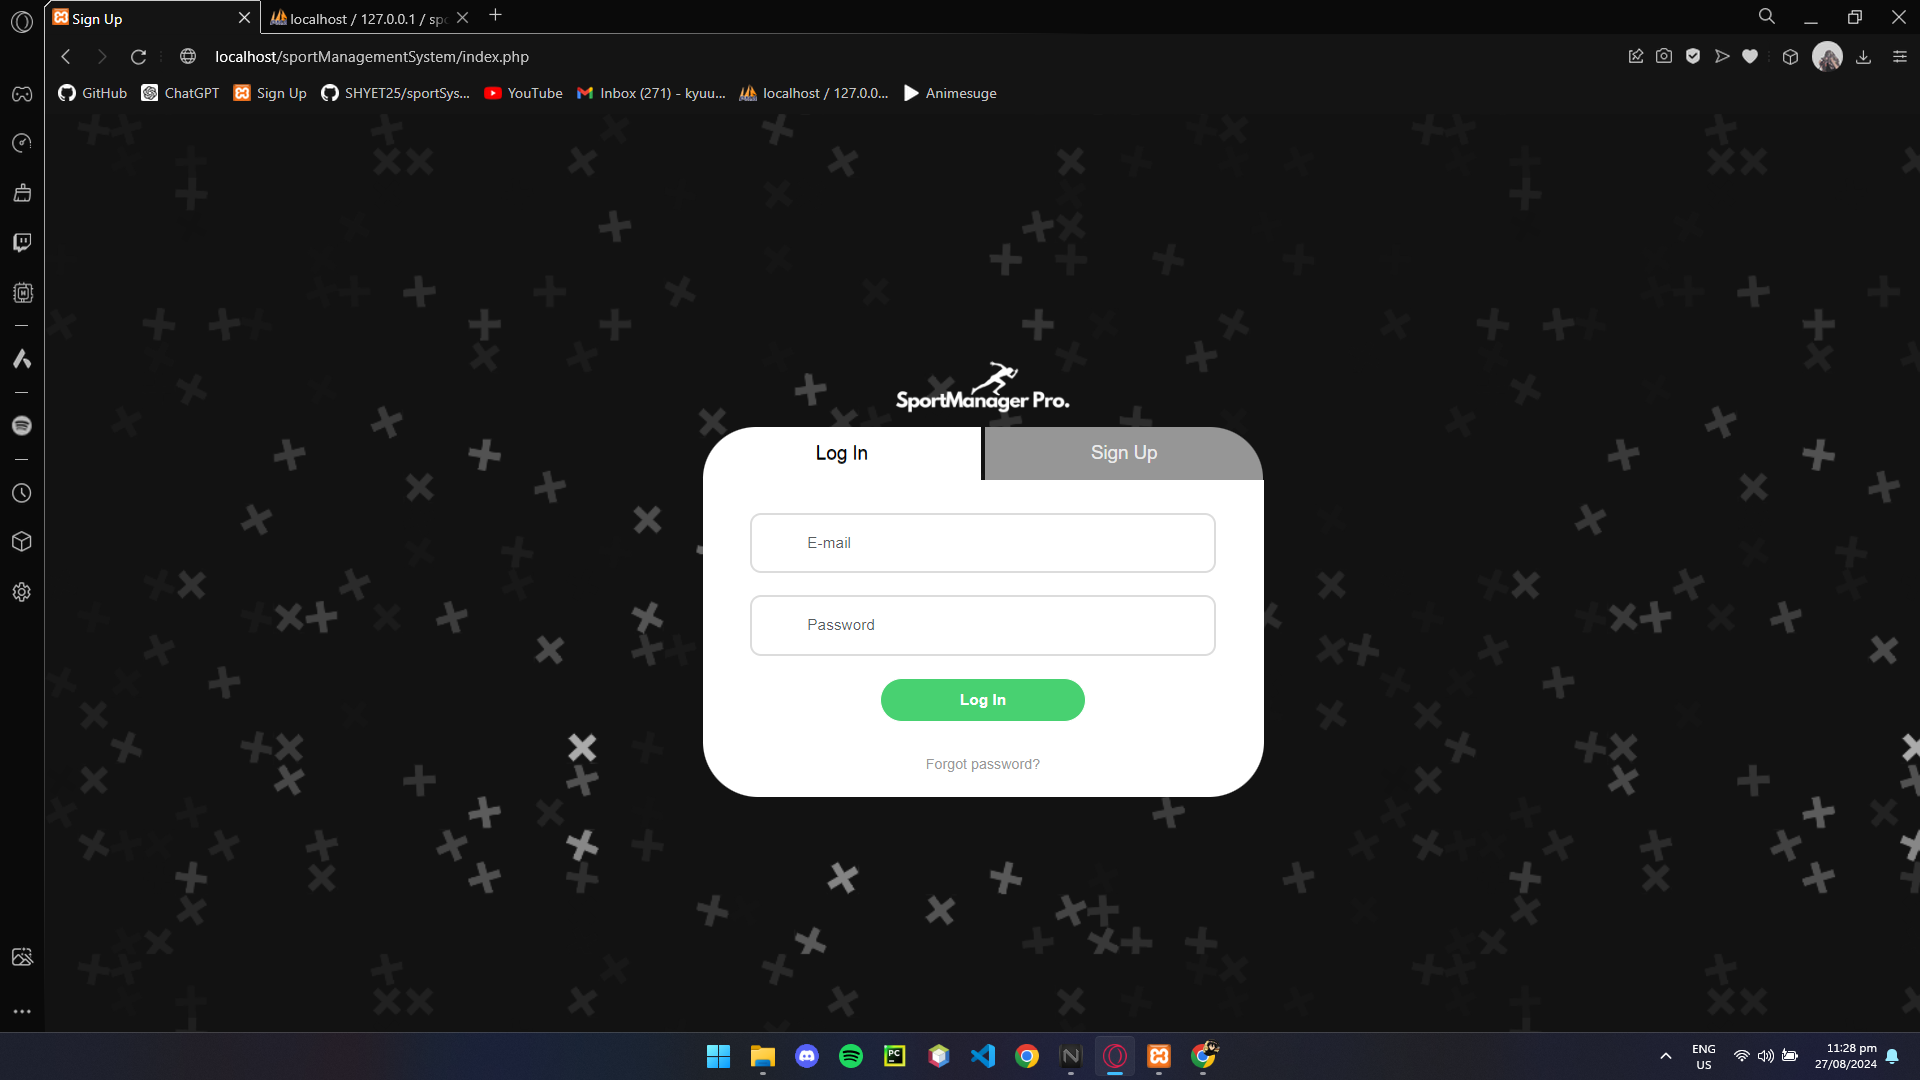 Sign Up
localhost / 127.0.0.1 / spo
localhost/sportManagementSystem/index.php
GitHub
ChatGPT
Sign Up
SHYET25/sportSys...
YouTube
Inbox (271) - kyuu...
localhost / 127.0.0...
Animesuge
SportManager Pro.
Log In
Sign Up
E-mail
Password
Log In
Forgot password?
PC
N
ENG
US
11:28 pm
27/08/2024